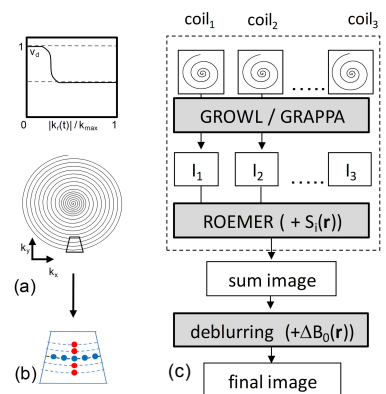 1
v_d
0
|k_r(t)| / k_max
1
k_y
k_x
(a)
(b)
coil_1 coil_2 coil_3
.....
GROWL / GRAPPA
I_1 I_2 ..... I_3
ROEMER ( + S_i(r))
sum image
deblurring (+ΔB_0(r))
(c)
final image